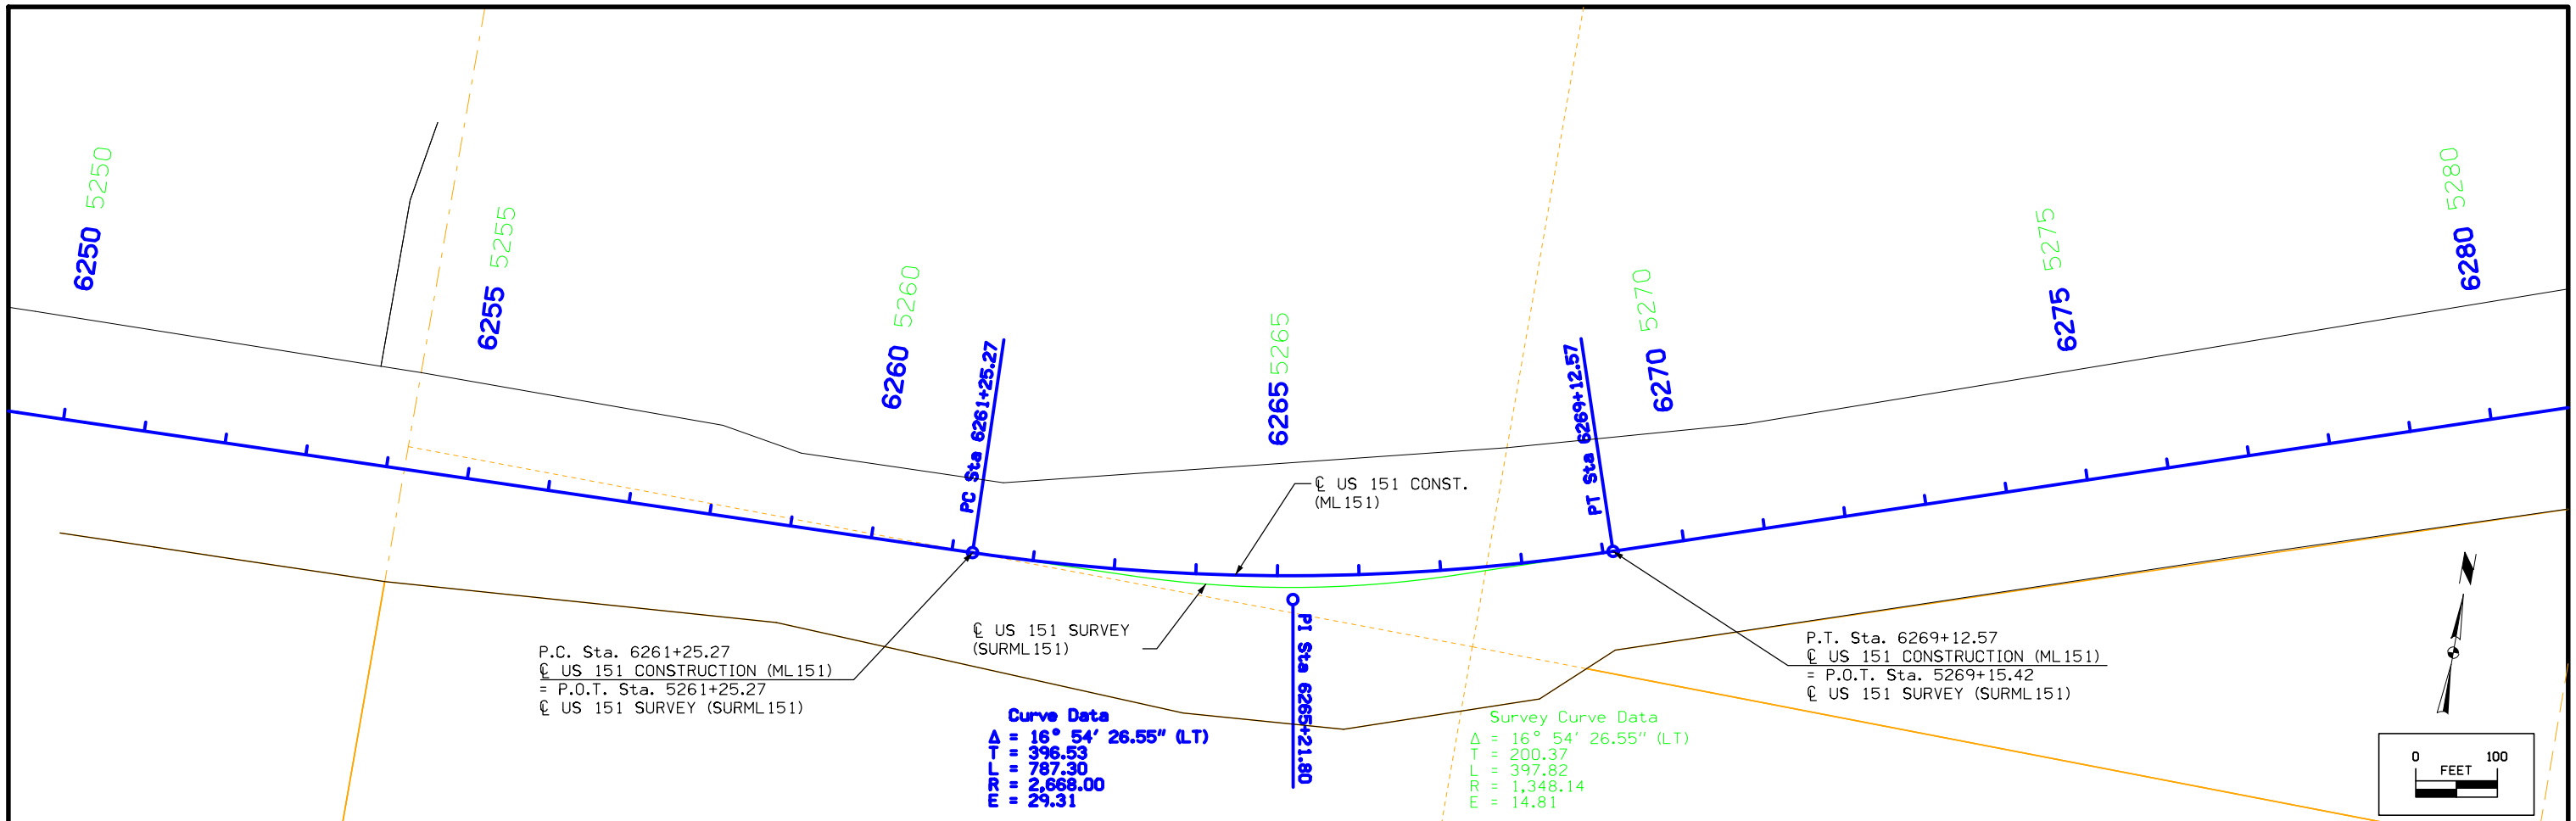 6250 5250
6255 5255
6260 5260
6265 5265
6270 5270
6275 5275
6280 5280
PC Sta 6261+25.27
PT Sta 6269+12.57
℄ US 151 CONST.
(ML151)
℄ US 151 SURVEY
(SURML151)
PI Sta 6265+21.80
P.C. Sta. 6261+25.27
℄ US 151 CONSTRUCTION (ML151)
= P.O.T. Sta. 5261+25.27
℄ US 151 SURVEY (SURML151)
P.T. Sta. 6269+12.57
℄ US 151 CONSTRUCTION (ML151)
= P.O.T. Sta. 5269+15.42
℄ US 151 SURVEY (SURML151)
Curve Data
Δ = 16° 54' 26.55" (LT)
T = 396.53
L = 787.30
R = 2,668.00
E = 29.31
Survey Curve Data
Δ = 16° 54' 26.55" (LT)
T = 200.37
L = 397.82
R = 1,348.14
E = 14.81
N
0 100
FEET